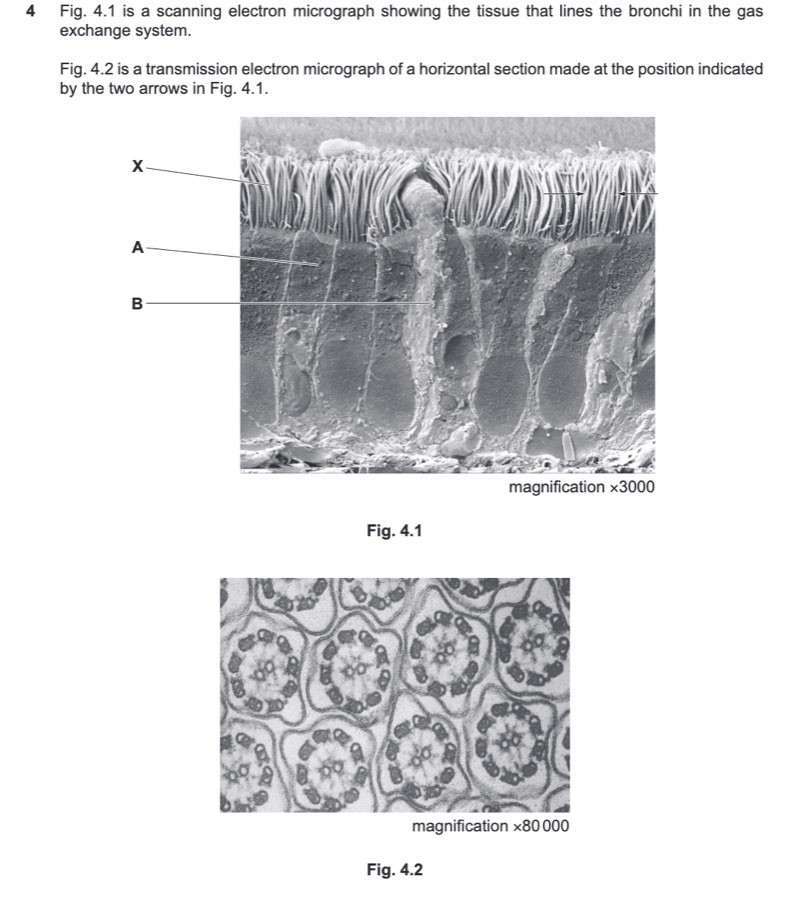 4 Fig. 4.1 is a scanning electron micrograph showing the tissue that lines the bronchi in the gas
exchange system.
Fig. 4.2 is a transmission electron micrograph of a horizontal section made at the position indicated
by the two arrows in Fig. 4.1.
X
A
B
magnification ×3000
Fig. 4.1
magnification ×80 000
Fig. 4.2